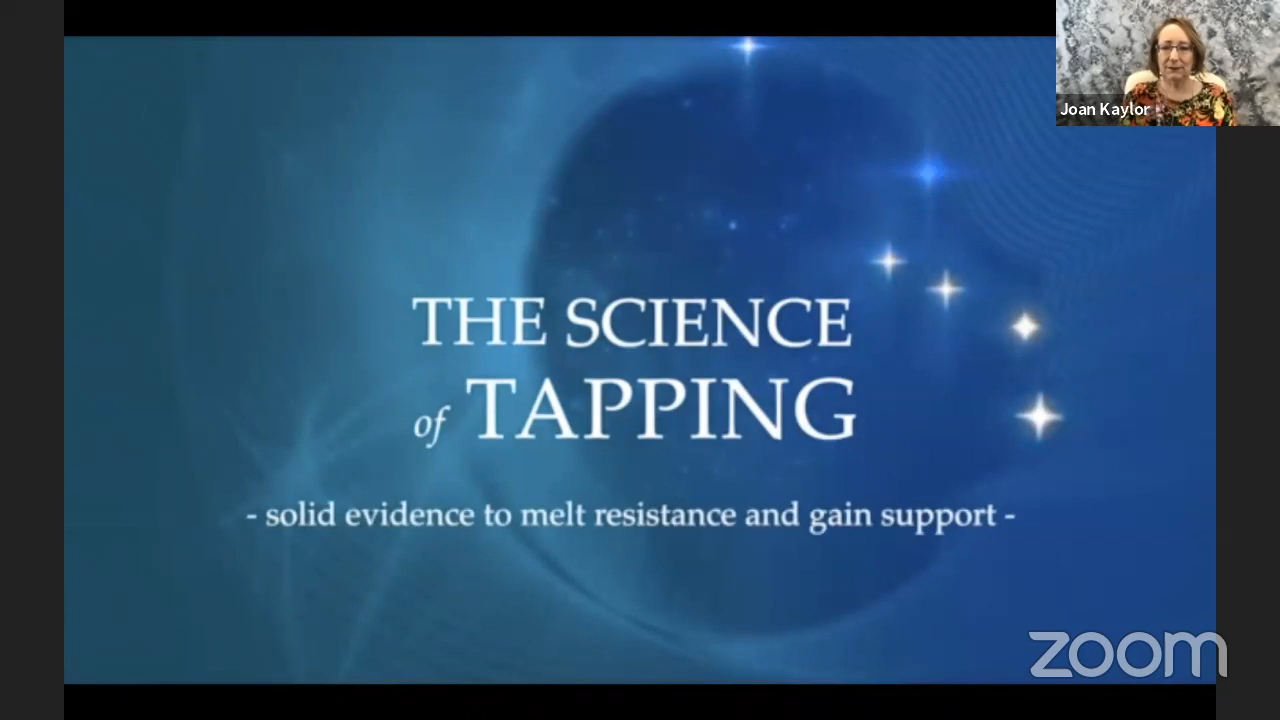 Joan Kaylor
THE SCIENCE
of TAPPING
- solid evidence to melt resistance and gain support -
zoom